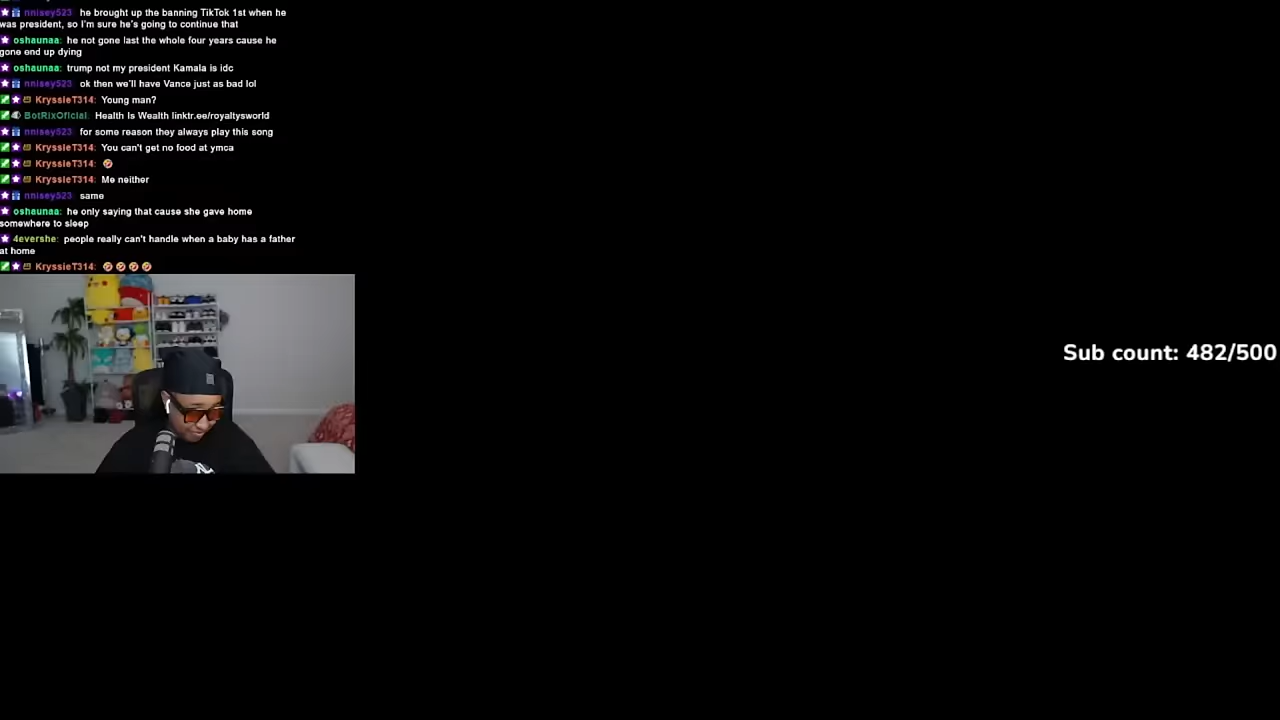 nnisey523 he brought up the banning TikTok 1st when he
was president, so I'm sure he's going to continue that
oshaunaa: he not gone last the whole four years cause he
gone end up dying
oshaunaa: trump not my president Kamala is idc
nnisey523 ok then we'll have Vance just as bad lol
KryssieT314: Young man?
BotRixOficial: Health Is Wealth linktr.ee/royaltysworld
nnisey523 for some reason they always play this song
KryssieT314: You can't get no food at ymca
KryssieT314: 🤣
KryssieT314: Me neither
nnisey523 same
oshaunaa: he only saying that cause she gave home
somewhere to sleep
4evershe: people really can't handle when a baby has a father
at home
KryssieT314: 🤣 🤣 🤣 🤣
Sub count: 482/500